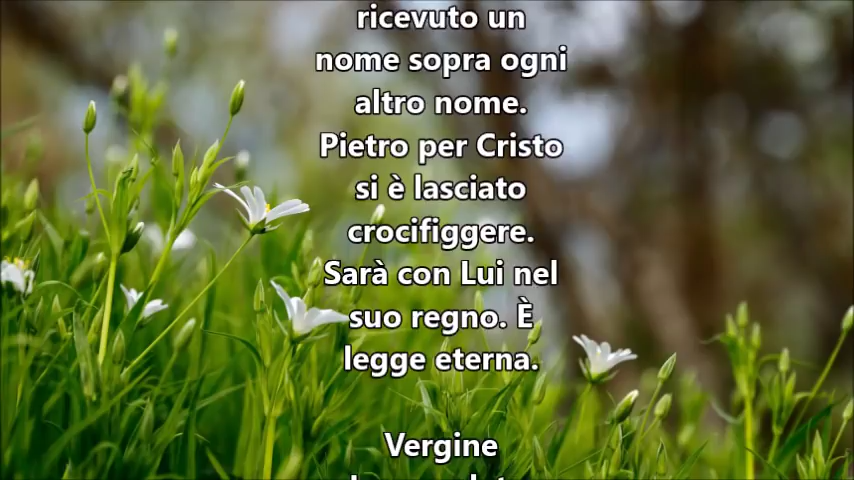 ricevuto un
nome sopra ogni
altro nome.
Pietro per Cristo
si è lasciato
crocifiggere.
Sarà con Lui nel
suo regno. È
legge eterna.
Vergine